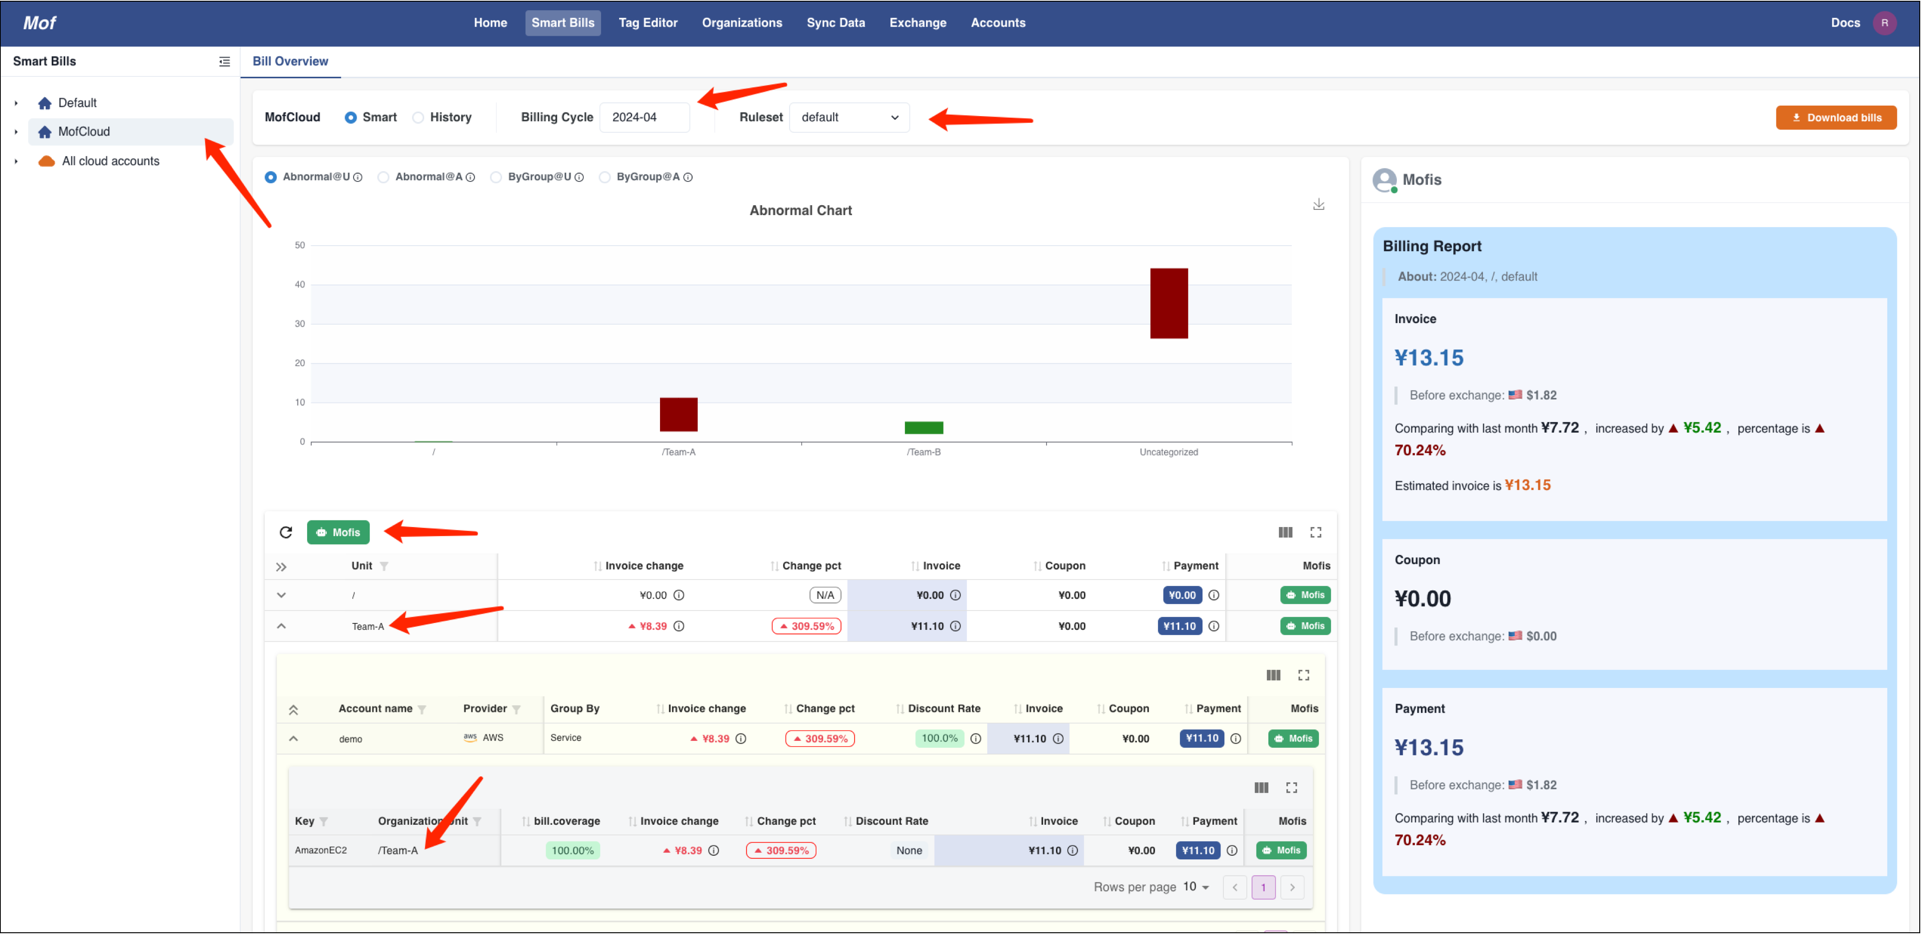 Mof
Home Smart Bills Tag Editor Organizations Sync Data Exchange Accounts Docs R
Smart Bills
Bill Overview
Default
MofCloud
All cloud accounts
MofCloud Smart History Billing Cycle 2024-04 Ruleset default Download bills
Abnormal@U Abnormal@A ByGroup@U ByGroup@A
Abnormal Chart
50
40
30
20
10
0
/ /Team-A /Team-B Uncategorized
Mofis
Unit Invoice change Change pct Invoice Coupon Payment Mofis
/ ¥0.00 N/A ¥0.00 ¥0.00 ¥0.00 Mofis
Team-A ¥8.39 309.59% ¥11.10 ¥0.00 ¥11.10 Mofis
Account name Provider Group By Invoice change Change pct Discount Rate Invoice Coupon Payment Mofis
demo aws AWS Service ¥8.39 309.59% 100.0% ¥11.10 ¥0.00 ¥11.10 Mofis
Key Organization Unit bill.coverage Invoice change Change pct Discount Rate Invoice Coupon Payment Mofis
AmazonEC2 /Team-A 100.00% ¥8.39 309.59% None ¥11.10 ¥0.00 ¥11.10 Mofis
Rows per page 10 1
Mofis
Billing Report
About: 2024-04, /, default
Invoice
¥13.15
Before exchange: $1.82
Comparing with last month ¥7.72 , increased by ▲ ¥5.42 , percentage is ▲
70.24%
Estimated invoice is ¥13.15
Coupon
¥0.00
Before exchange: $0.00
Payment
¥13.15
Before exchange: $1.82
Comparing with last month ¥7.72 , increased by ▲ ¥5.42 , percentage is ▲
70.24%